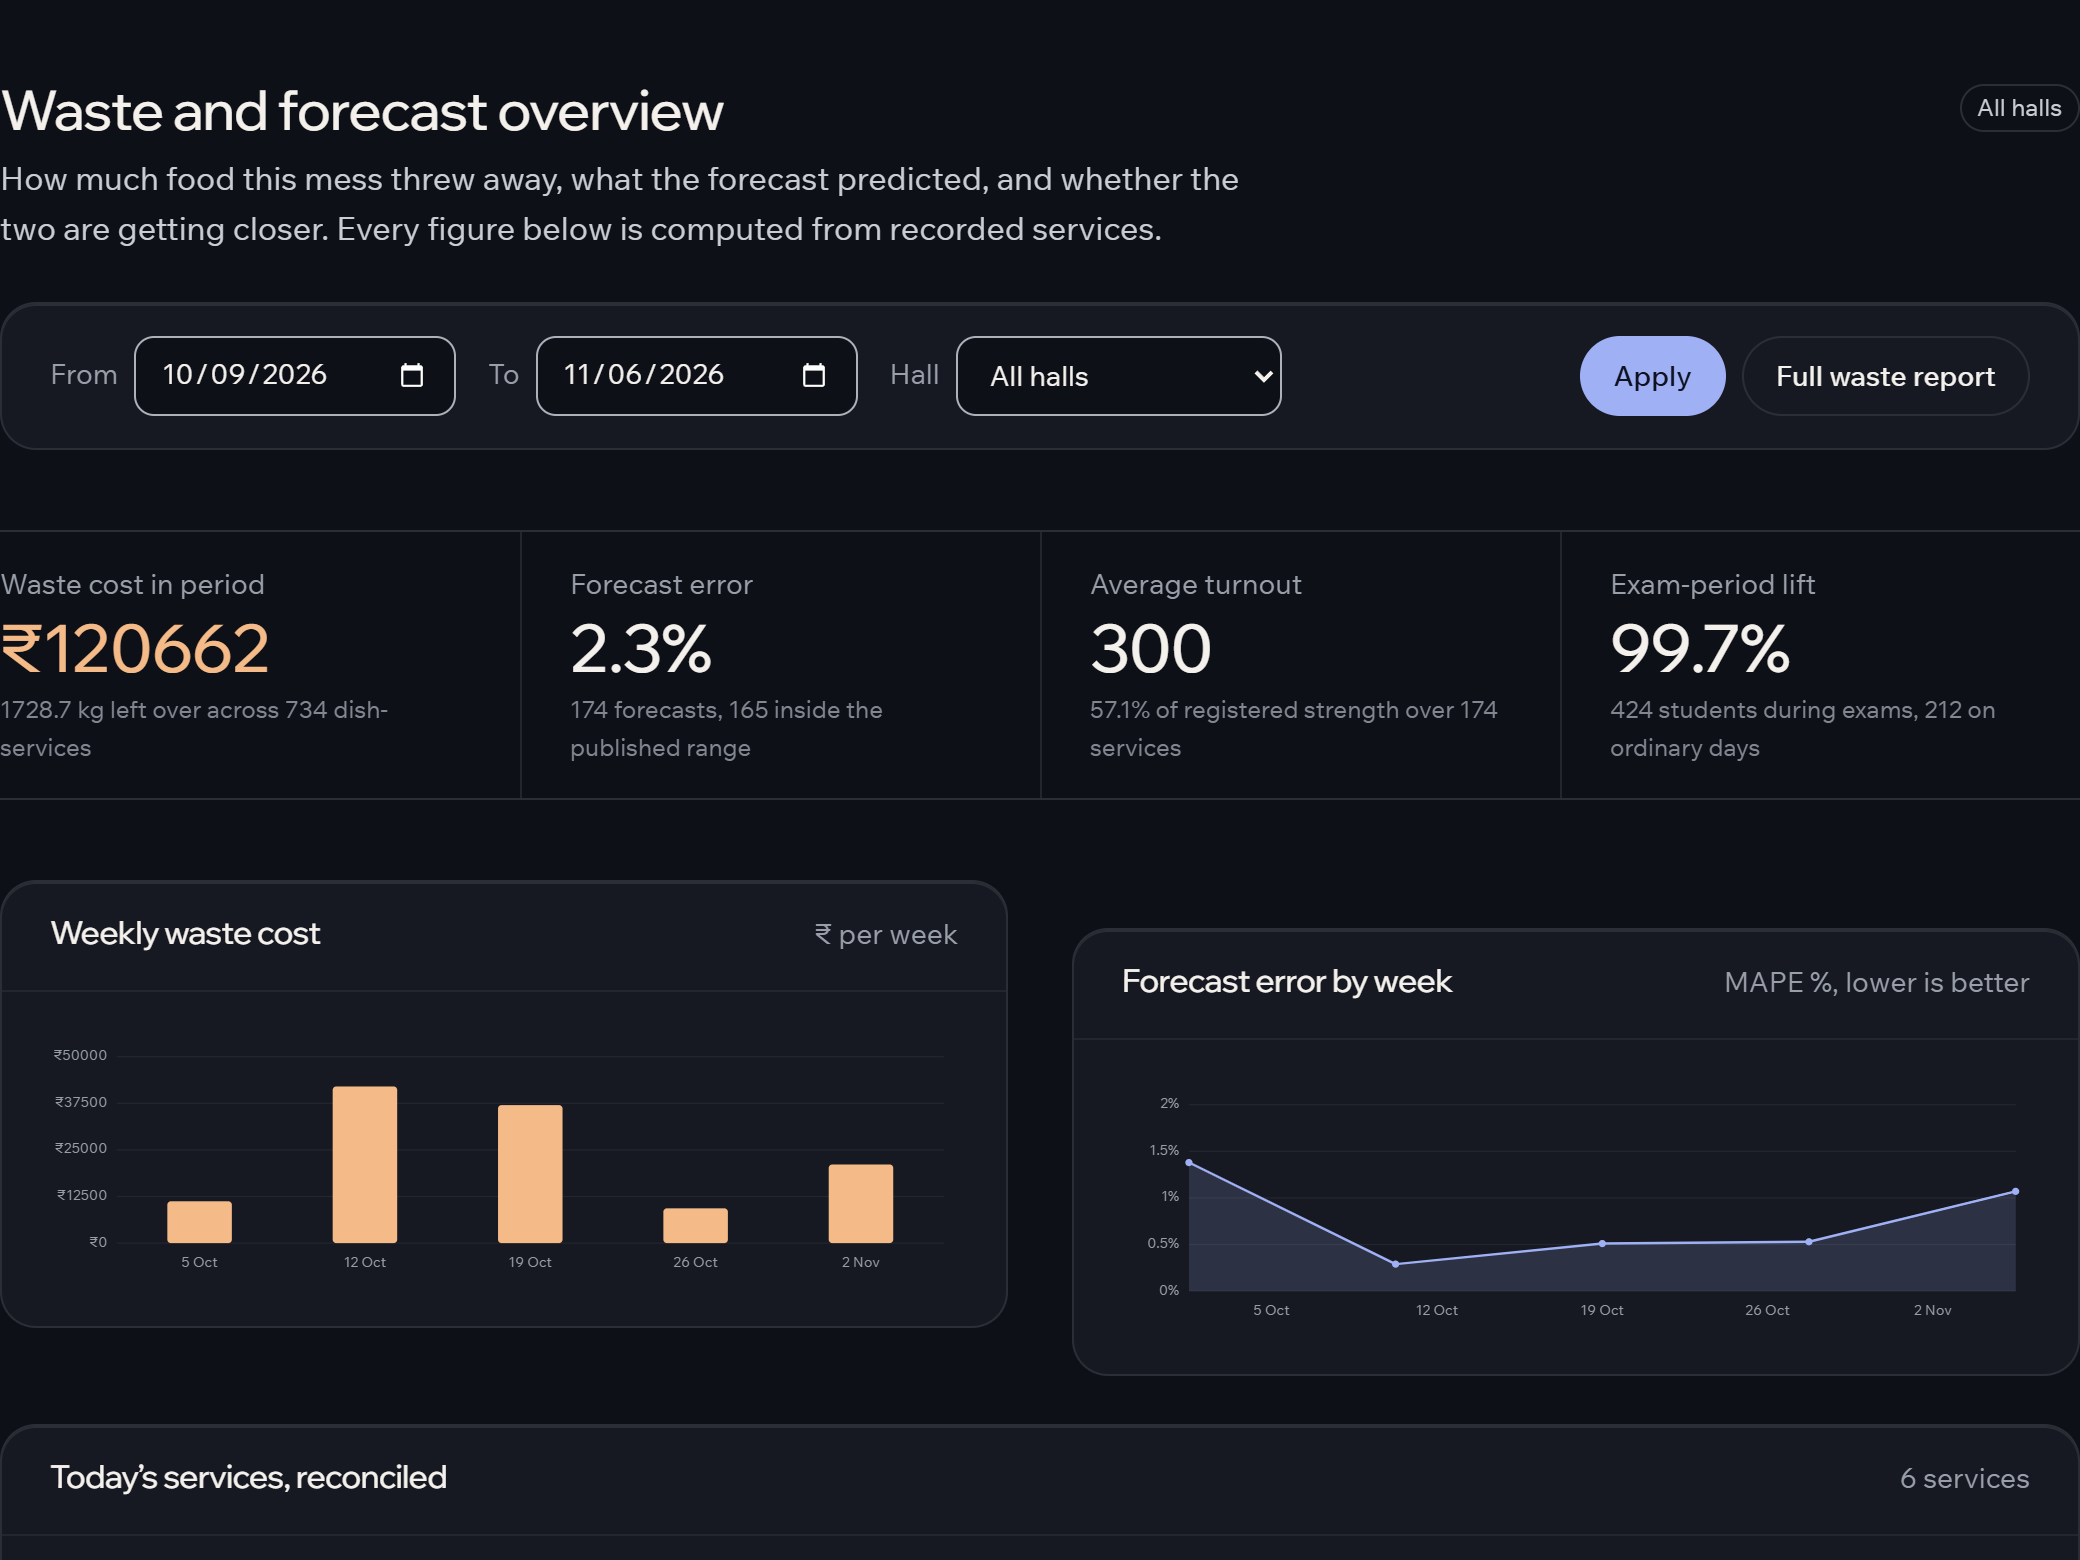 Waste and forecast overview
All halls
How much food this mess threw away, what the forecast predicted, and whether the
two are getting closer. Every figure below is computed from recorded services.
From 10/09/2026 To 11/06/2026 Hall All halls Apply Full waste report
Waste cost in period
₹120662
1728.7 kg left over across 734 dish-
services
Forecast error
2.3%
174 forecasts, 165 inside the
published range
Average turnout
300
57.1% of registered strength over 174
services
Exam-period lift
99.7%
424 students during exams, 212 on
ordinary days
Weekly waste cost ₹ per week
₹50000
₹37500
₹25000
₹12500
₹0
5 Oct 12 Oct 19 Oct 26 Oct 2 Nov
Forecast error by week MAPE %, lower is better
2%
1.5%
1%
0.5%
0%
5 Oct 12 Oct 19 Oct 26 Oct 2 Nov
Today’s services, reconciled 6 services